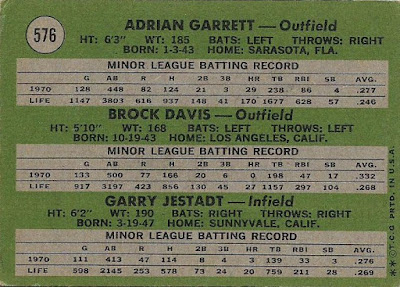 576
ADRIAN GARRETT—Outfield
HT: 6'3" WT: 185 BATS: LEFT THROWS: RIGHT
BORN: 1-3-43 HOME: SARASOTA, FLA.
MINOR LEAGUE BATTING RECORD
G AB R H 2B 3B HR TB RBI SB AVG.
1970 128 448 82 124 21 3 29 238 86 4 .277
LIFE 1147 3803 616 937 148 41 170 1677 628 57 .246
BROCK DAVIS—Outfield
HT: 5'10" WT: 168 BATS: LEFT THROWS: LEFT
BORN: 10-19-43 HOME: LOS ANGELES, CALIF.
MINOR LEAGUE BATTING RECORD
G AB R H 2B 3B HR TB RBI SB AVG.
1970 133 500 77 166 20 6 0 198 47 17 .332
LIFE 917 3197 423 856 130 27 1157 297 104 .268
GARRY JESTADT—Infield
HT: 6'2" WT: 190 BATS: RIGHT THROWS: RIGHT
BORN: 3-19-47 HOME: SUNNYVALE, CALIF.
MINOR LEAGUE BATTING RECORD
G AB R H 2B 3B HR TB RBI SB AVG.
1970 111 413 47 114 15 3 9 162 53 3 .276
LIFE 598 2145 253 578 73 24 20 759 211 28 .269
** © T.C.G. PRTD. IN U.S.A.